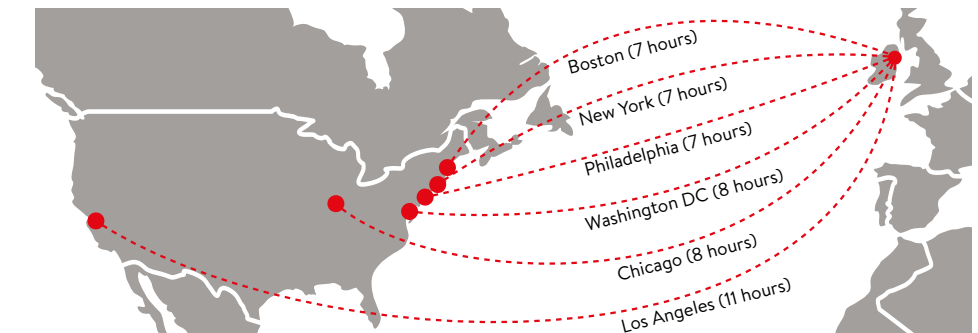 Boston (7 hours)
New York (7 hours)
Philadelphia (7 hours)
Washington DC (8 hours)
Chicago (8 hours)
Los Angeles (11 hours)